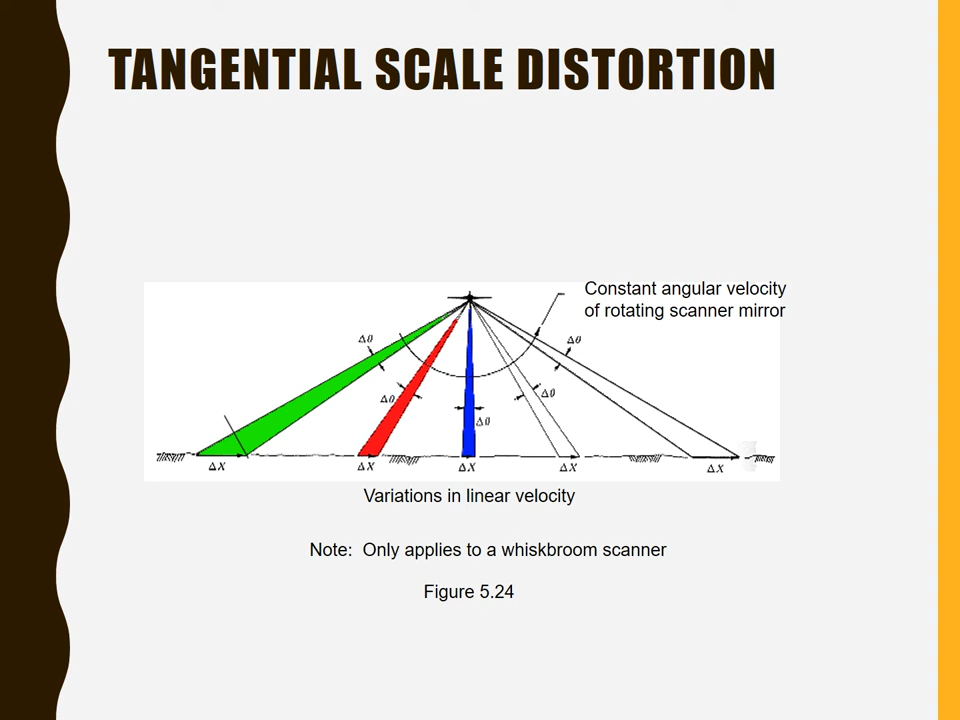 TANGENTIAL SCALE DISTORTION
Constant angular velocity
of rotating scanner mirror
Δθ
Δθ
Δθ
Δθ
Δθ
ΔX
ΔX
ΔX
ΔX
ΔX
Variations in linear velocity
Note: Only applies to a whiskbroom scanner
Figure 5.24